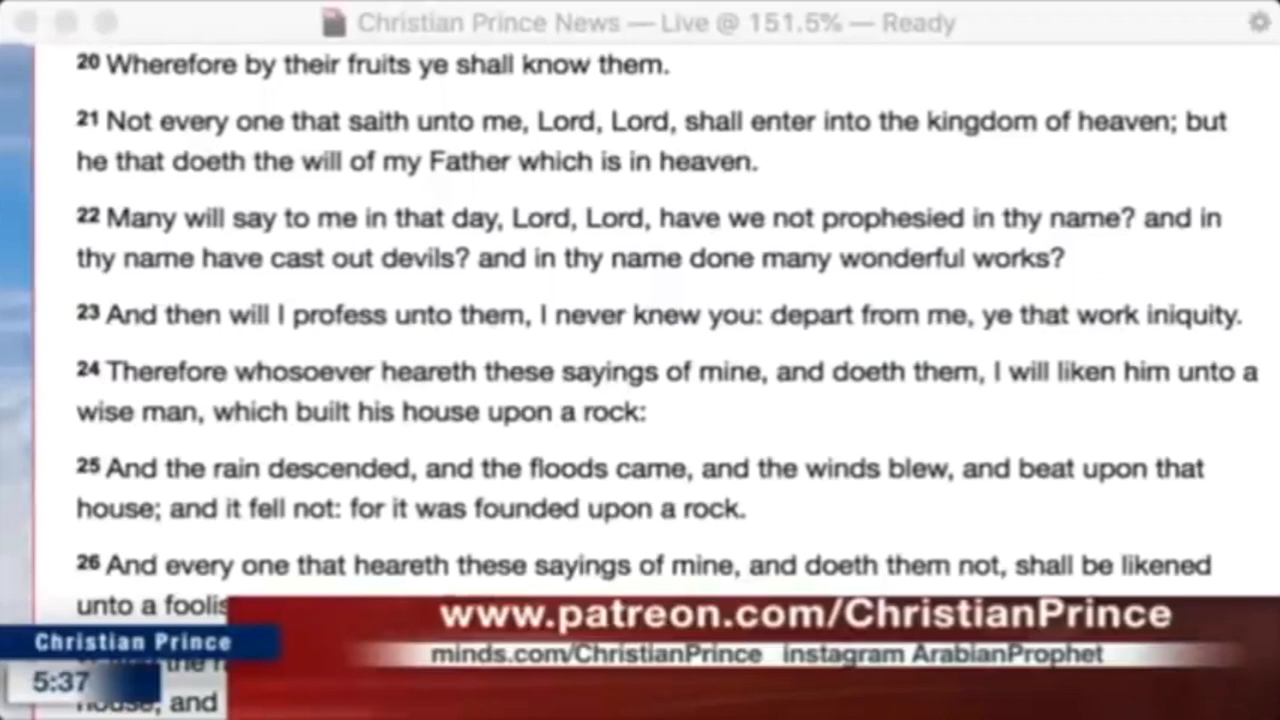 Christian Prince News — Live @ 151.5% — Ready
20 Wherefore by their fruits ye shall know them.
21 Not every one that saith unto me, Lord, Lord, shall enter into the kingdom of heaven; but
he that doeth the will of my Father which is in heaven.
22 Many will say to me in that day, Lord, Lord, have we not prophesied in thy name? and in
thy name have cast out devils? and in thy name done many wonderful works?
23 And then will I profess unto them, I never knew you: depart from me, ye that work iniquity.
24 Therefore whosoever heareth these sayings of mine, and doeth them, I will liken him unto a
wise man, which built his house upon a rock:
25 And the rain descended, and the floods came, and the winds blew, and beat upon that
house; and it fell not: for it was founded upon a rock.
26 And every one that heareth these sayings of mine, and doeth them not, shall be likened
unto a foolis
www.patreon.com/ChristianPrince
Christian Prince
minds.com/ChristianPrince instagram ArabianProphet
the
5:37
house; and